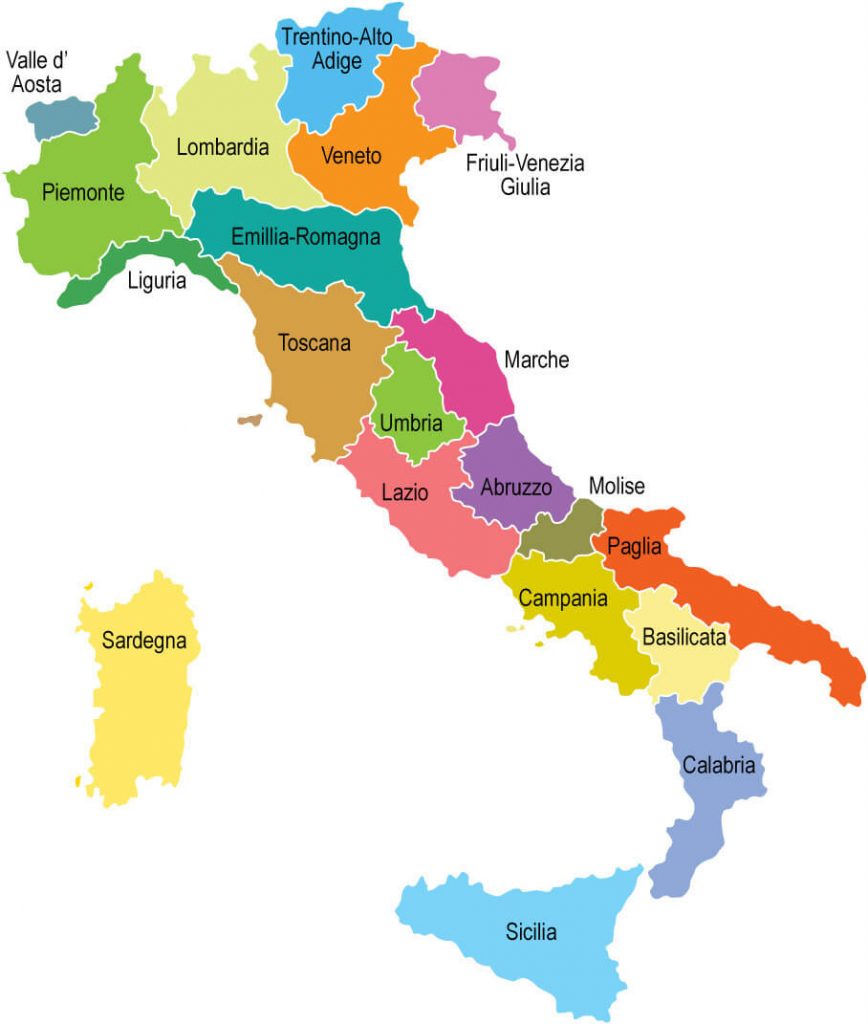 Trentino-Alto
Adige
Valle d'
Aosta
Lombardia
Veneto
Friuli-Venezia
Giulia
Piemonte
Emillia-Romagna
Liguria
Toscana
Marche
Umbria
Lazio
Abruzzo
Molise
Paglia
Campania
Basilicata
Sardegna
Calabria
Sicilia